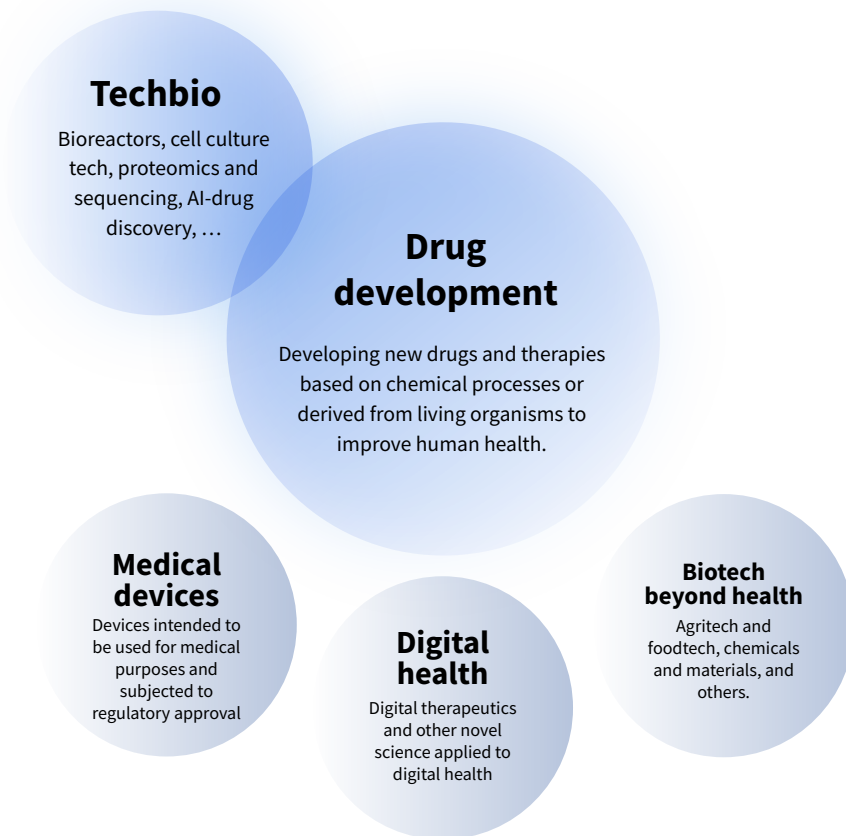 Techbio
Bioreactors, cell culture
tech, proteomics and
sequencing, AI-drug
discovery, …
Drug
development
Developing new drugs and therapies
based on chemical processes or
derived from living organisms to
improve human health.
Medical
devices
Devices intended to
be used for medical
purposes and
subjected to
regulatory approval
Digital
health
Digital therapeutics
and other novel
science applied to
digital health
Biotech
beyond health
Agritech and
foodtech, chemicals
and materials, and
others.